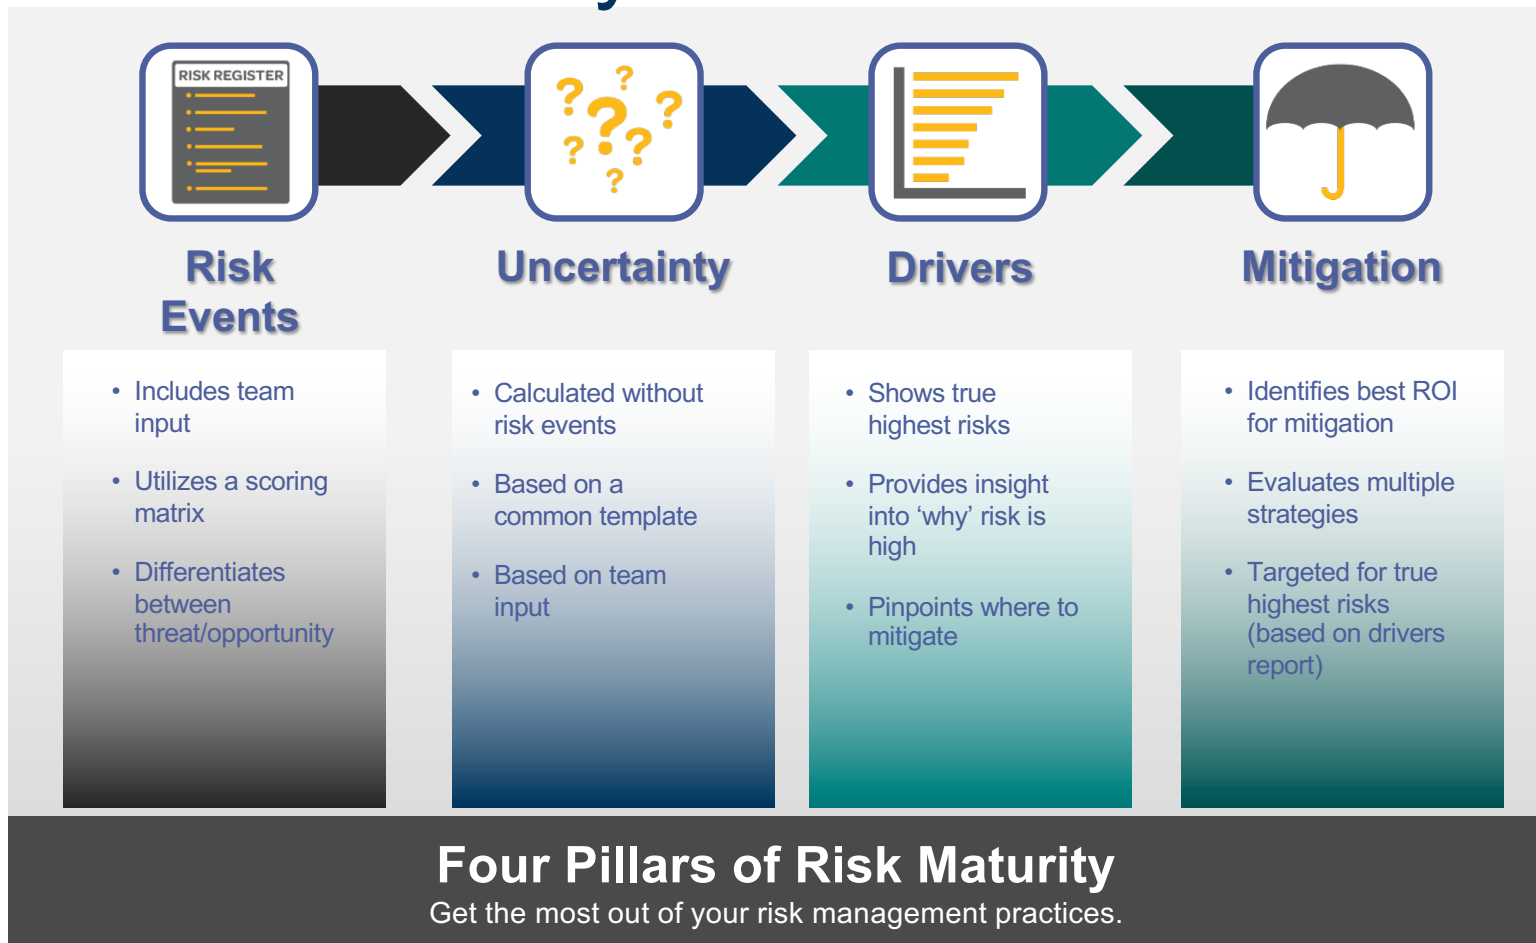 RISK REGISTER
Risk
Events
• Includes team
input
• Utilizes a scoring
matrix
• Differentiates
between
threat/opportunity
Uncertainty
• Calculated without
risk events
• Based on a
common template
• Based on team
input
Drivers
• Shows true
highest risks
• Provides insight
into ‘why’ risk is
high
• Pinpoints where to
mitigate
Mitigation
• Identifies best ROI
for mitigation
• Evaluates multiple
strategies
• Targeted for true
highest risks
(based on drivers
report)
Four Pillars of Risk Maturity
Get the most out of your risk management practices.